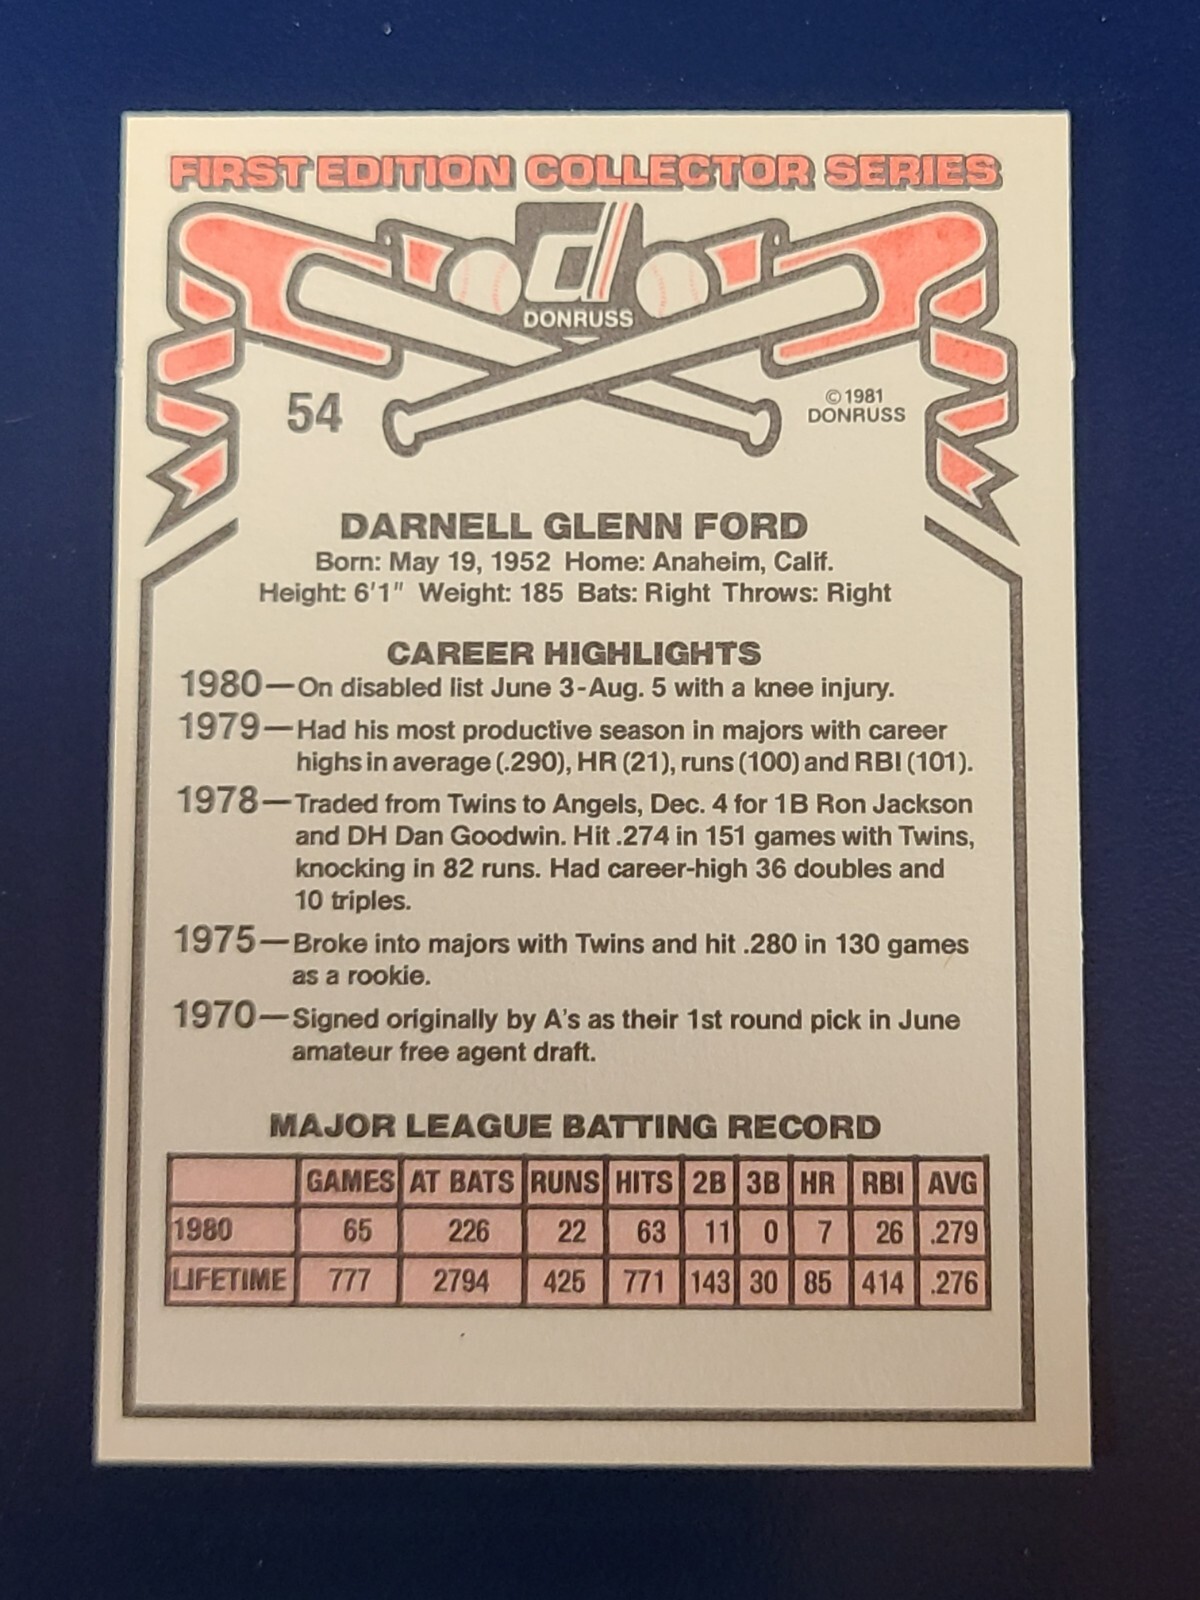 FIRST EDITION COLLECTOR SERIES
d
DONRUSS
54
©1981
DONRUSS
DARNELL GLENN FORD
Born: May 19, 1952 Home: Anaheim, Calif.
Height: 6'1" Weight: 185 Bats: Right Throws: Right
CAREER HIGHLIGHTS
1980—On disabled list June 3-Aug. 5 with a knee injury.
1979—Had his most productive season in majors with career
highs in average (.290), HR (21), runs (100) and RBI (101).
1978—Traded from Twins to Angels, Dec. 4 for 1B Ron Jackson
and DH Dan Goodwin. Hit .274 in 151 games with Twins,
knocking in 82 runs. Had career-high 36 doubles and
10 triples.
1975—Broke into majors with Twins and hit .280 in 130 games
as a rookie.
1970—Signed originally by A's as their 1st round pick in June
amateur free agent draft.
MAJOR LEAGUE BATTING RECORD
GAMES AT BATS RUNS HITS 2B 3B HR RBI AVG
1980 65 226 22 63 11 0 7 26 .279
LIFETIME 777 2794 425 771 143 30 85 414 .276